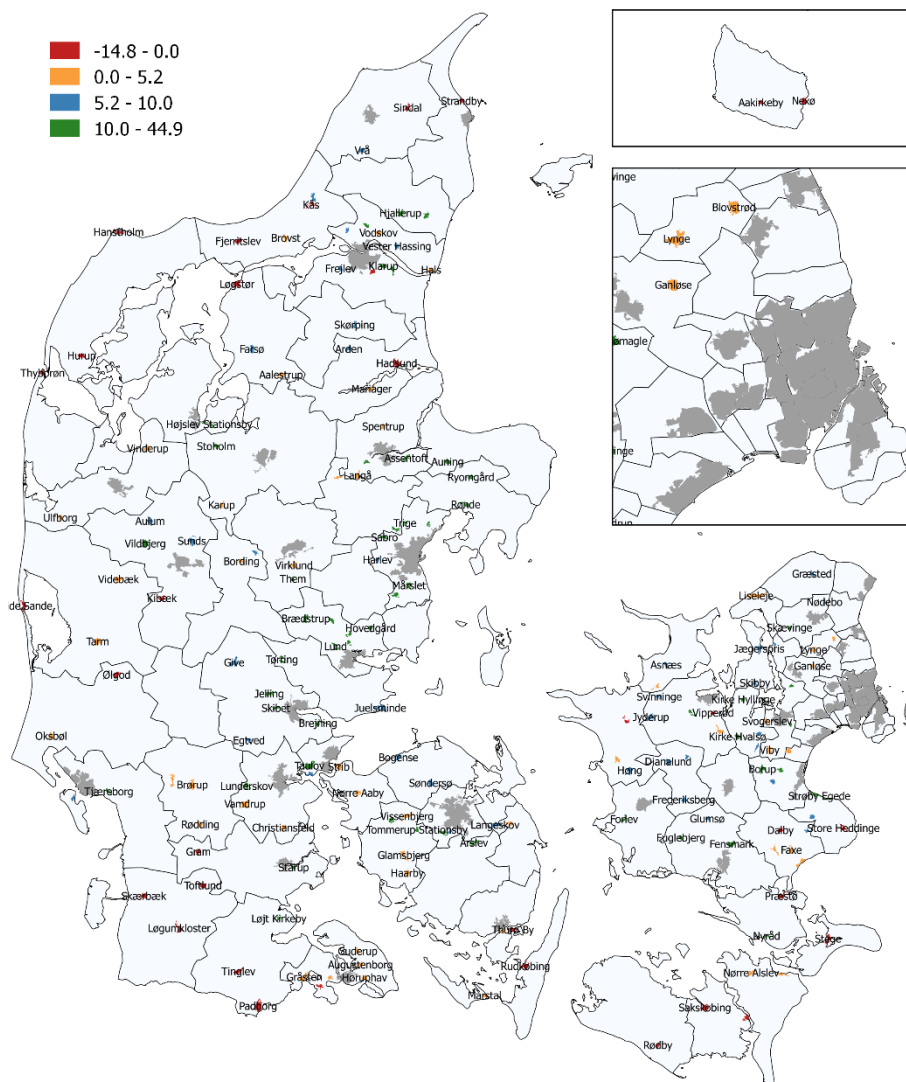 -14.8 - 0.0
0.0 - 5.2
5.2 - 10.0
10.0 - 44.9
Sindal
Strandby
Aakirkeby
Nexø
Vrå
Kås
Hjallerup
Hanstholm
Fjerritslev
Brovst
Vodskov
Vester Hassing
Frejlev
Klarup
Hals
Løgstør
Blovstrød
Lynge
Ganløse
Skørping
Farsø
Arden
Hurup
Hadsund
Thyborøn
Aalestrup
Mariager
Højslev Stationsby
Spentrup
Stoholm
Vinderup
Assentoft
Auning
Langå
Ryomgård
Karup
Rønde
Ulfborg
Aulum
Trige
Vildbjerg
Sunds
Sabro
Bording
Virklund
Harlev
Them
Videbæk
Mårslet
Kibæk
de Sande
Brædstrup
Hovedgård
Tarm
Lund
Give
Tørring
Ølgod
Jelling
Skibet
Juelsminde
Brejning
Oksbøl
Egtved
Bogense
Taulov
Strib
Tjæreborg
Brørup
Lunderskov
Nørre Aaby
Søndersø
Vamdrup
Vissenbjerg
Rødding
Christiansfeld
Tommerup Stationsby
Langeskov
Årslev
Gram
Glamsbjerg
Starup
Haarby
Skærbæk
Toftlund
Løgumkloster
Løjt Kirkeby
Thurø By
Guderup
Tinglev
Augustenborg
Rudkøbing
Gråsten
Høruphav
Marstal
Padborg
Græsted
Liseleje
Nødebo
Skævinge
Jægerspris
Lynge
Asnæs
Ganløse
Skibby
Svinninge
Kirke Hyllinge
Jyderup
Vipperød
Svogerslev
Kirke Hvalsø
Viby
Høng
Dianalund
Borup
Frederiksberg
Strøby Egede
Forlev
Glumsø
Dalby
Store Heddinge
Fuglebjerg
Fensmark
Faxe
Præstø
Nyråd
Stege
Nørre Alslev
Sakskøbing
Rødby